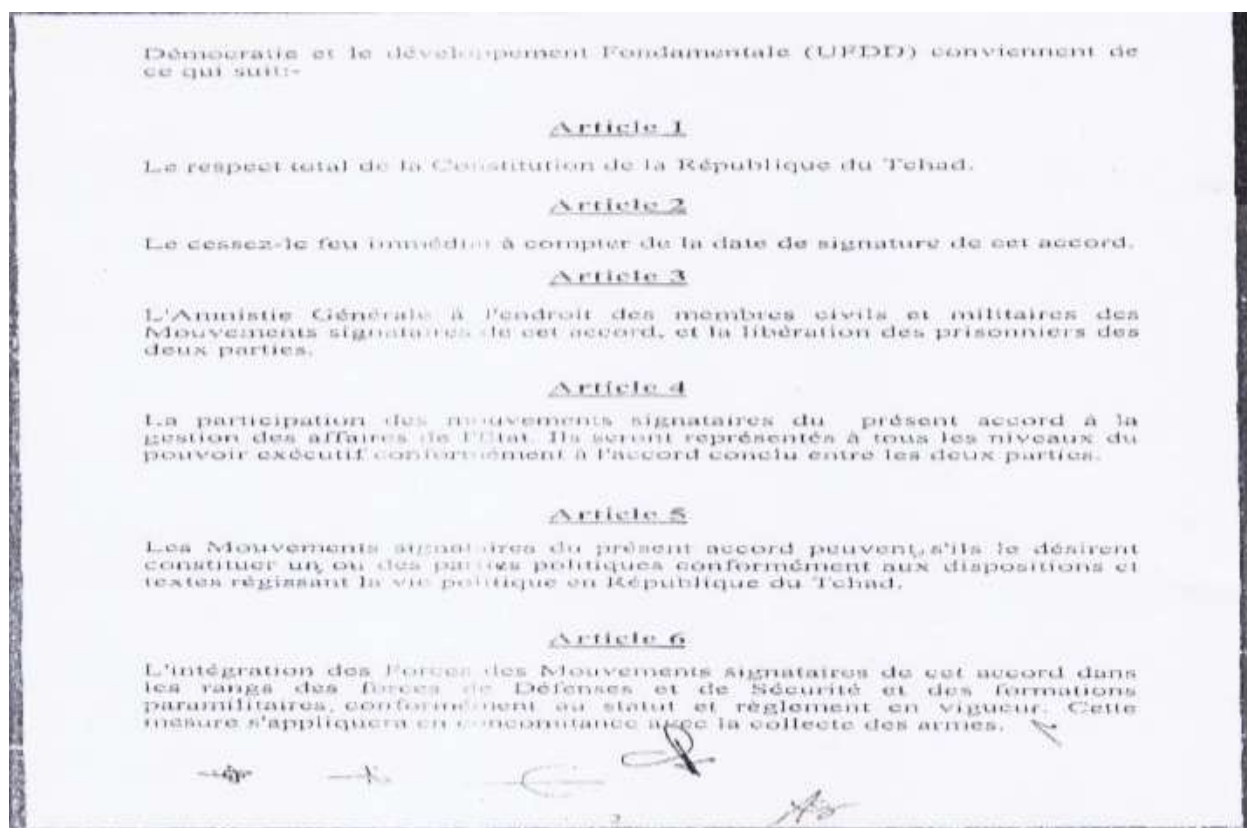 Démocratie et le développement Fondamentale (UFDD) conviennent de
ce qui suit:-
Article 1
Le respect total de la Constitution de la République du Tchad.
Article 2
Le cessez-le feu immédiat à compter de la date de signature de cet accord.
Article 3
L'Amnistie Générale à l'endroit des membres civils et militaires des
Mouvements signataires de cet accord, et la libération des prisonniers des
deux parties.
Article 4
La participation des mouvements signataires du présent accord à la
gestion des affaires de l'Etat. Ils seront représentés à tous les niveaux du
pouvoir exécutif conformément à l'accord conclu entre les deux parties.
Article 5
Les Mouvements signataires du présent accord peuvent, s'ils le désirent
constituer un, ou des parties politiques conformément aux dispositions et
textes régissant la vie politique en République du Tchad.
Article 6
L'intégration des Forces des Mouvements signataires de cet accord dans
les rangs des forces de Défenses et de Sécurité et des formations
paramilitaires, conformément au statut et règlement en vigueur. Cette
mesure s'appliquera en concomitance avec la collecte des armes.
2